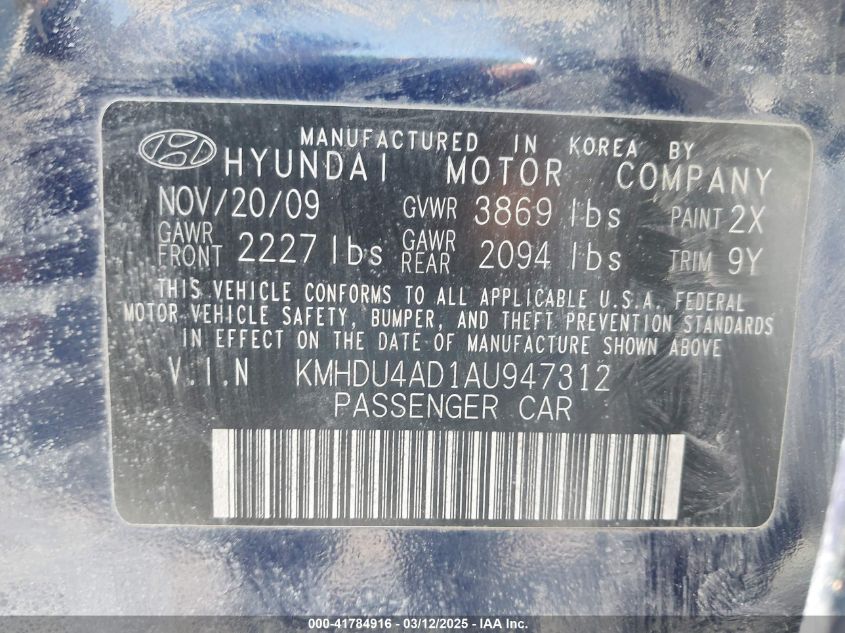 MANUFACTURED IN KOREA BY
HYUNDAI MOTOR COMPANY
NOV/20/09 GVWR 3869 lbs PAINT 2X
GAWR FRONT 2227 lbs GAWR REAR 2094 lbs TRIM 9Y
THIS VEHICLE CONFORMS TO ALL APPLICABLE U.S.A. FEDERAL
MOTOR VEHICLE SAFETY, BUMPER, AND THEFT PREVENTION STANDARDS
IN EFFECT ON THE DATE OF MANUFACTURE SHOWN ABOVE.
V.I.N KMHDU4AD1AU947312
PASSENGER CAR
000-41784916 - 03/12/2025 - IAAI.COM